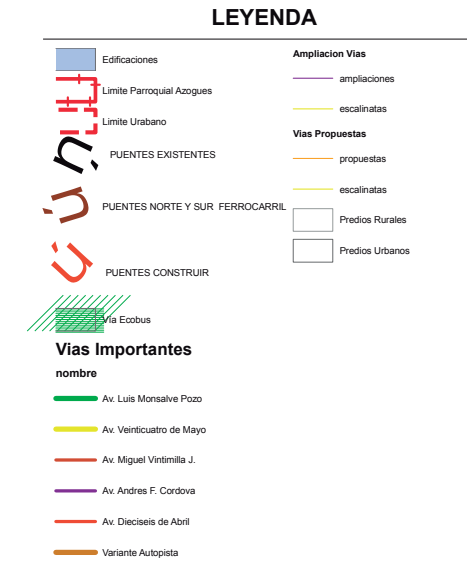 LEYENDA
Edificaciones
Limite Parroquial Azogues
Limite Urabano
PUENTES EXISTENTES
PUENTES NORTE Y SUR FERROCARRIL
PUENTES CONSTRUIR
Vía Ecobus
Vias Importantes
nombre
Av. Luis Monsalve Pozo
Av. Veinticuatro de Mayo
Av. Miguel Vintimilla J.
Av. Andres F. Cordova
Av. Dieciseis de Abril
Variante Autopista
Ampliacion Vias
ampliaciones
escalinatas
Vias Propuestas
propuestas
escalinatas
Predios Rurales
Predios Urbanos